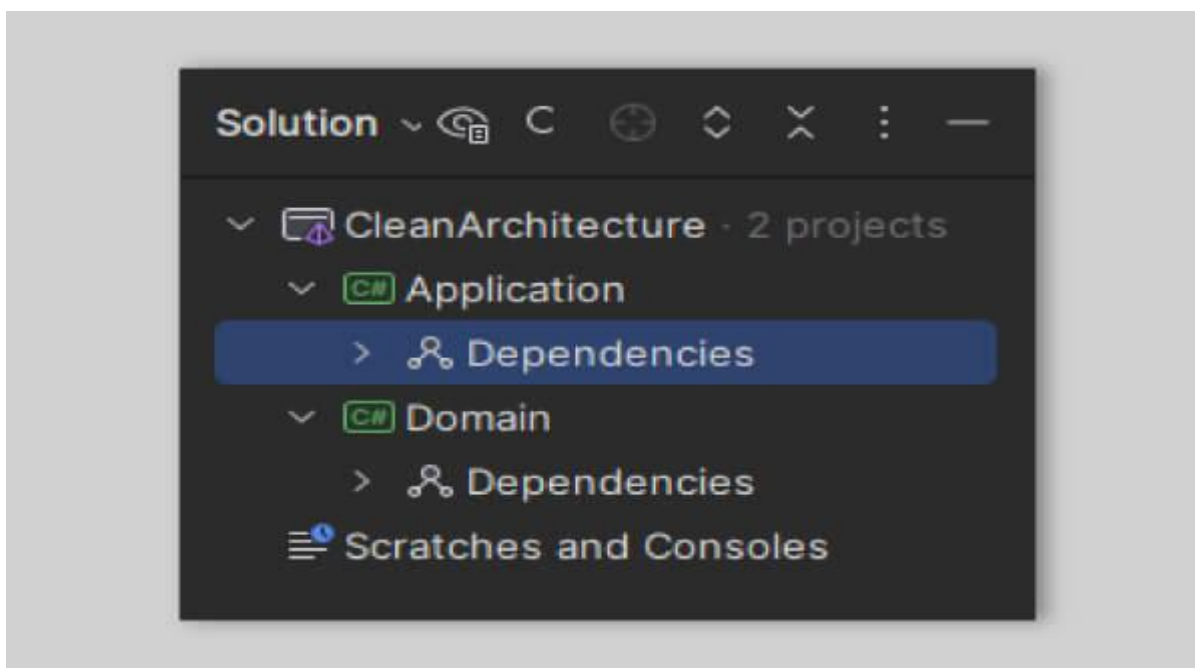 Solution
CleanArchitecture · 2 projects
C# Application
Dependencies
C# Domain
Dependencies
Scratches and Consoles